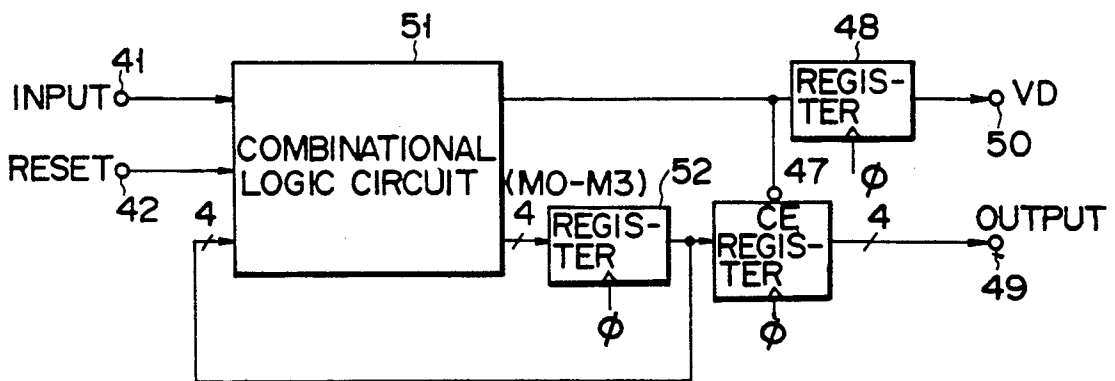 51
48
41
INPUT
REGIS-
TER
VD
50
COMBINATIONAL
LOGIC CIRCUIT
RESET
42
(M0-M3)
52
47
φ
4
4
REGIS-
TER
CE
REGIS-
TER
4
OUTPUT
49
φ
φ